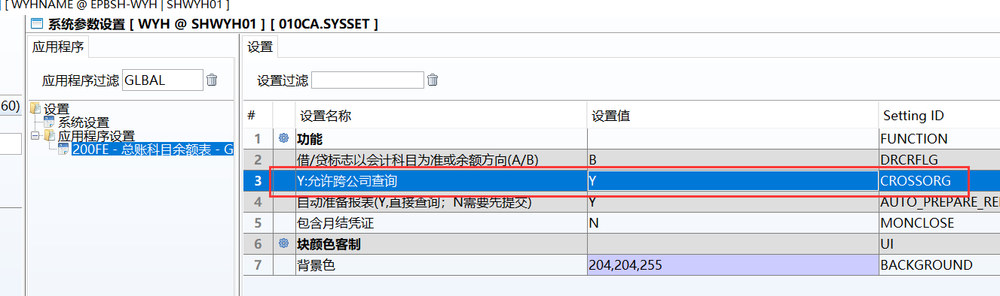 [ WYHNAME @ EPBSH-WYH | SHWYH01 ]
系统参数设置 [ WYH @ SHWYH01 ] [ 010CA.SYSSET ]
应用程序
应用程序过滤 GLBAL
60)
设置
系统设置
应用程序设置
200FE - 总账科目余额表 - G
设置
设置过滤
# 设置名称 设置值 Setting ID
1 功能 FUNCTION
2 借/贷标志以会计科目为准或余额方向(A/B) B DRCRFLG
3 Y:允许跨公司查询 Y CROSSORG
4 自动准备报表(Y,直接查询；N需要先提交) Y AUTO_PREPARE_RE
5 包含月结凭证 N MONCLOSE
6 块颜色客制 UI
7 背景色 204,204,255 BACKGROUND